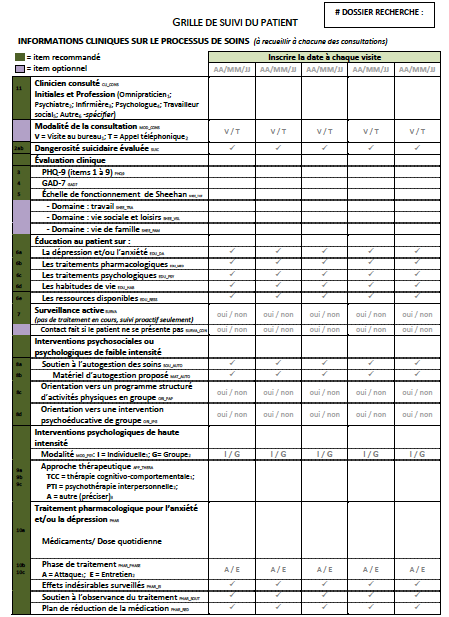 # DOSSIER RECHERCHE :
GRILLE DE SUIVI DU PATIENT
INFORMATIONS CLINIQUES SUR LE PROCESSUS DE SOINS (à recueillir à chacune des consultations)
= item recommandé
= item optionnel
Inscrire la date à chaque visite
AA/MM/JJ AA/MM/JJ AA/MM/JJ AA/MM/JJ AA/MM/JJ
11 Clinicien consulté
Initiales et Profession (Omnipraticien1;
Psychiatre2; Infirmière3; Psychologue4; Travailleur
social5; Autre6 -spécifier)
Modalité de la consultation MOD_CONS
V = Visite au bureau1; T = Appel téléphonique2
V / T V / T V / T V / T V / T
2ab Dangerosité suicidaire évaluée SUIC ✓ ✓ ✓ ✓ ✓
Évaluation clinique
3 PHQ-9 (items 1 à 9) PHQ9
4 GAD-7 GAD7
5 Échelle de fonctionnement de Sheehan
- Domaine : travail SHEE_TRA
- Domaine : vie sociale et loisirs SHEE_VSL
- Domaine : vie de famille SHEE_FAM
Éducation au patient sur :
6a La dépression et/ou l'anxiété EDU_DA ✓ ✓ ✓ ✓ ✓
6b Les traitements pharmacologiques EDU_MED ✓ ✓ ✓ ✓ ✓
6c Les traitements psychologiques EDU_PSY ✓ ✓ ✓ ✓ ✓
6d Les habitudes de vie EDU_HAB ✓ ✓ ✓ ✓ ✓
6e Les ressources disponibles EDU_RESS ✓ ✓ ✓ ✓ ✓
7 Surveillance active SURVA
(pas de traitement en cours, suivi proactif seulement)
oui / non oui / non oui / non oui / non oui / non
Contact fait si le patient ne se présente pas SURVA_CON oui / non oui / non oui / non oui / non oui / non
Interventions psychosociales ou
psychologiques de faible intensité
8a Soutien à l'autogestion des soins SOU_AUTO ✓ ✓ ✓ ✓ ✓
8b Matériel d'autogestion proposé MAT_AUTO ✓ ✓ ✓ ✓ ✓
8c Orientation vers un programme structuré
d'activités physiques en groupe ORI_PAP
oui / non oui / non oui / non oui / non oui / non
8d Orientation vers une intervention
psychoéducative de groupe ORI_IPG
oui / non oui / non oui / non oui / non oui / non
Interventions psychologiques de haute
intensité
Modalité MOD_PSY: I = Individuelle1; G= Groupe2 I / G I / G I / G I / G I / G
9a Approche thérapeutique APP_THERA
9b TCC = thérapie cognitivo-comportementale1;
9c PTI = psychothérapie interpersonnelle2;
A = autre (préciser)3
Traitement pharmacologique pour l'anxiété
et/ou la dépression PHAR
10a
Médicaments/ Dose quotidienne
10b Phase de traitement PHAR_PHASE
10c A = Attaque1; E = Entretien2
A / E A / E A / E A / E A / E
Effets indésirables surveillés PHAR_EI ✓ ✓ ✓ ✓ ✓
Soutien à l'observance du traitement PHAR_SOUT ✓ ✓ ✓ ✓ ✓
Plan de réduction de la médication PHAR_RED ✓ ✓ ✓ ✓ ✓